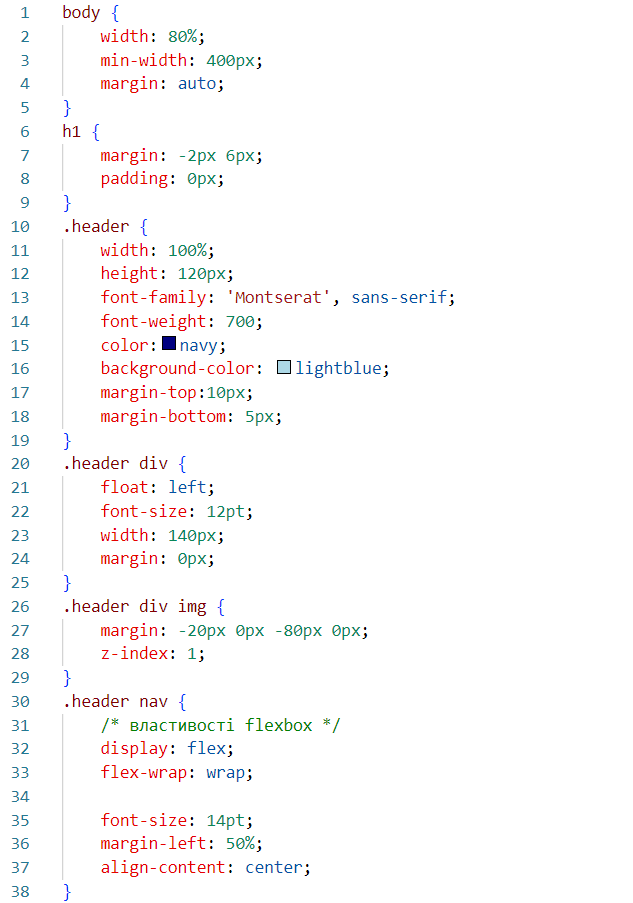 1 body {
2     width: 80%;
3     min-width: 400px;
4     margin: auto;
5 }
6 h1 {
7     margin: -2px 6px;
8     padding: 0px;
9 }
10 .header {
11     width: 100%;
12     height: 120px;
13     font-family: 'Montserat', sans-serif;
14     font-weight: 700;
15     color: navy;
16     background-color: lightblue;
17     margin-top:10px;
18     margin-bottom: 5px;
19 }
20 .header div {
21     float: left;
22     font-size: 12pt;
23     width: 140px;
24     margin: 0px;
25 }
26 .header div img {
27     margin: -20px 0px -80px 0px;
28     z-index: 1;
29 }
30 .header nav {
31     /* властивості flexbox */
32     display: flex;
33     flex-wrap: wrap;
34
35     font-size: 14pt;
36     margin-left: 50%;
37     align-content: center;
38 }